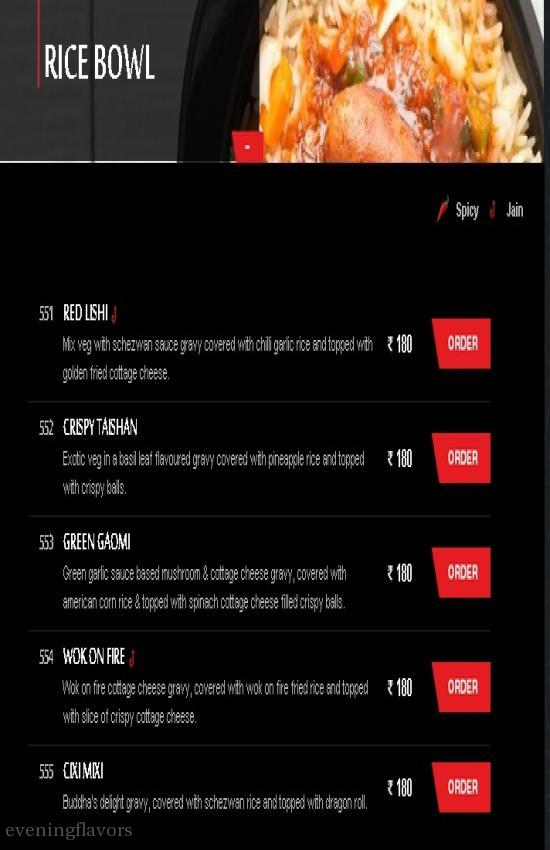 RICE BOWL
Spicy J Jain
551 RED LISHI J
Mix veg with schezwan sauce gravy covered with chilli garlic rice and topped with
golden fried cottage cheese.
₹ 180
ORDER
552 CRISPY TAISHAN
Exotic veg in a basil leaf flavoured gravy covered with pineapple rice and topped
with crispy balls.
₹ 180
ORDER
553 GREEN GAOMI
Green garlic sauce based mushroom & cottage cheese gravy, covered with
american corn rice & topped with spinach cottage cheese filled crispy balls.
₹ 180
ORDER
554 WOK ON FIRE J
Wok on fire cottage cheese gravy, covered with wok on fire fried rice and topped
with slice of crispy cottage cheese.
₹ 180
ORDER
555 CIXI MIXI
Buddha's delight gravy, covered with schezwan rice and topped with dragon roll.
₹ 180
ORDER
eveningflavors